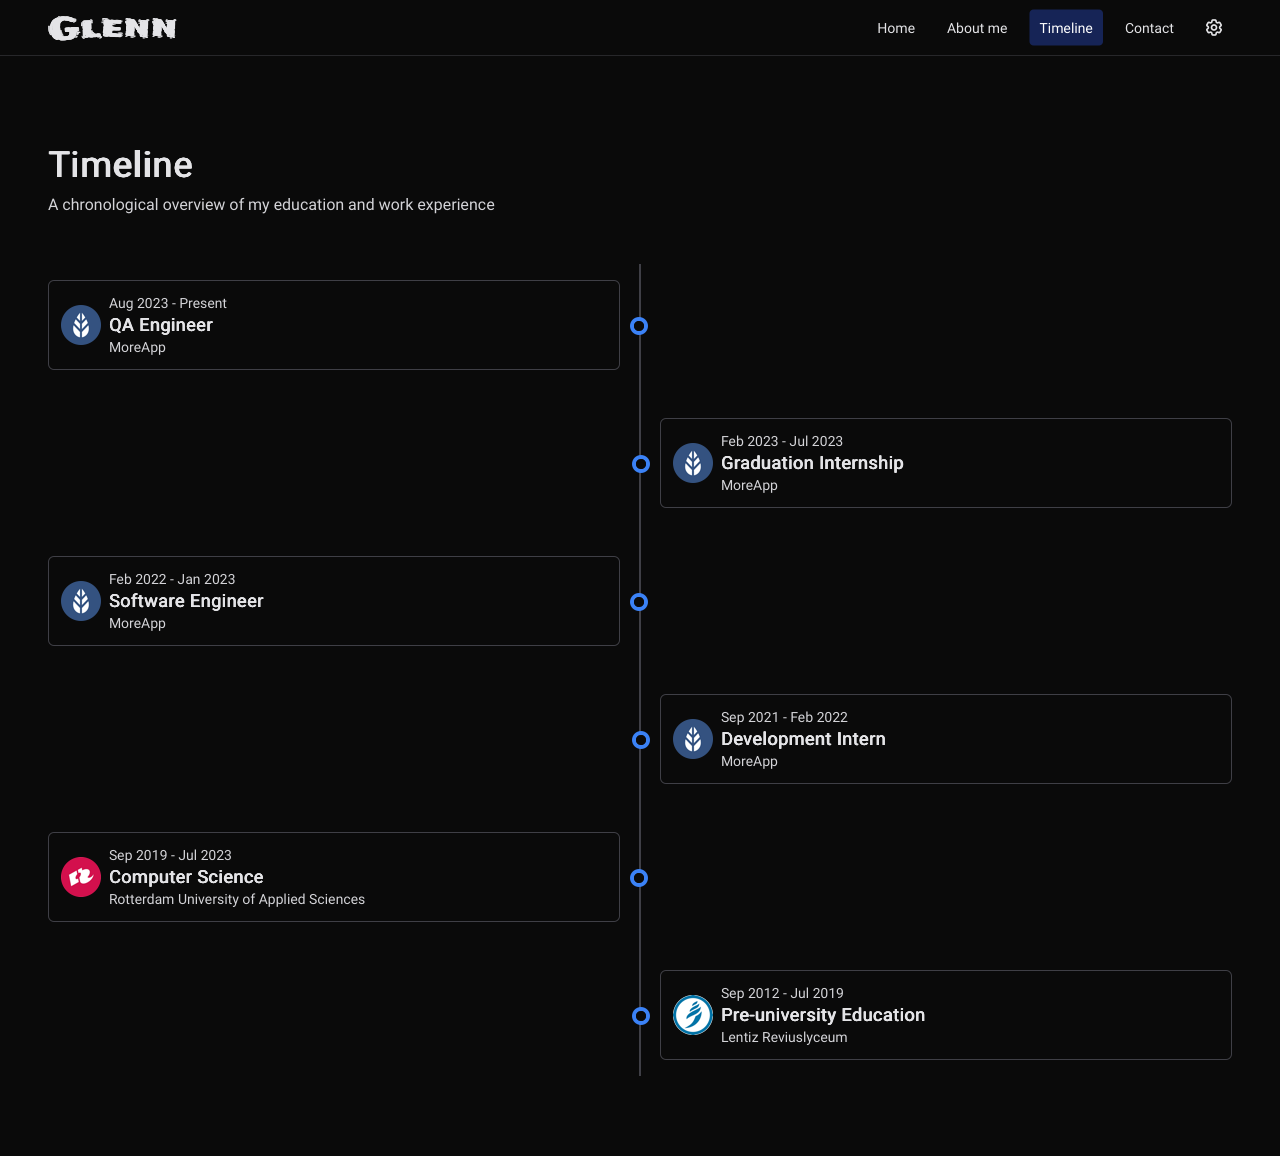 GLENN
Home
About me
Timeline
Contact
Timeline
A chronological overview of my education and work experience
Aug 2023 - Present
QA Engineer
MoreApp
Feb 2023 - Jul 2023
Graduation Internship
MoreApp
Feb 2022 - Jan 2023
Software Engineer
MoreApp
Sep 2021 - Feb 2022
Development Intern
MoreApp
Sep 2019 - Jul 2023
Computer Science
Rotterdam University of Applied Sciences
Sep 2012 - Jul 2019
Pre-university Education
Lentiz Reviuslyceum